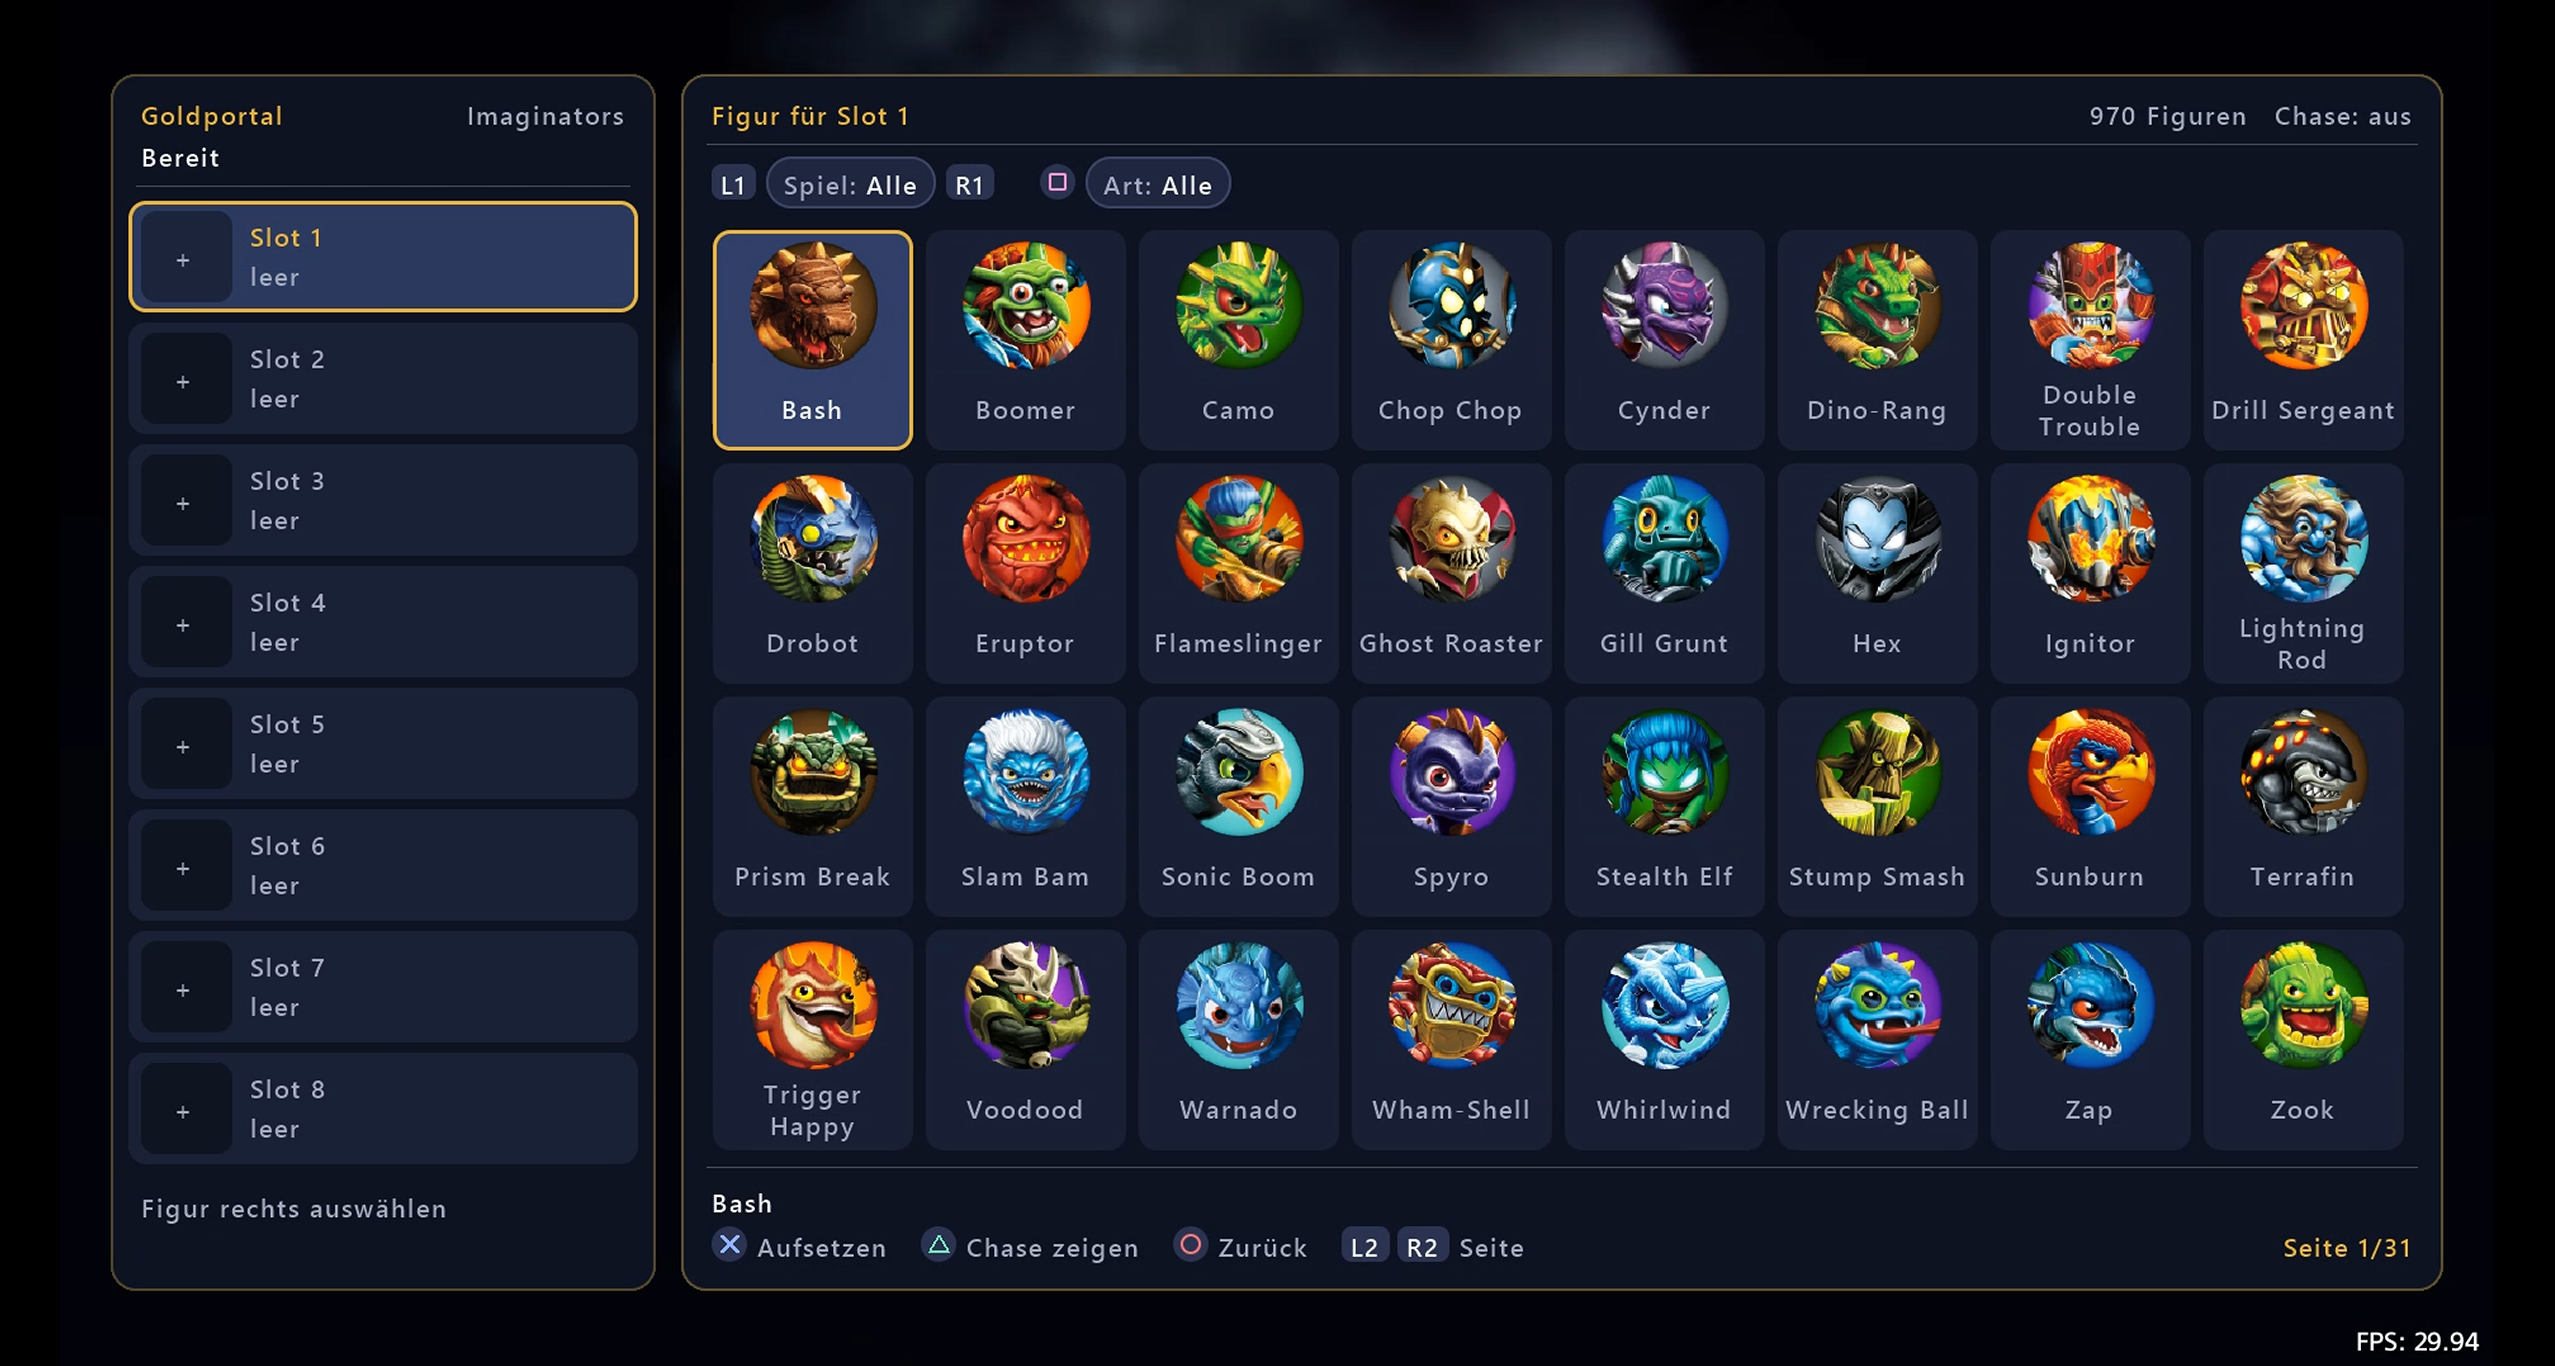 Goldportal Imaginators
Bereit
Slot 1
leer
Slot 2
leer
Slot 3
leer
Slot 4
leer
Slot 5
leer
Slot 6
leer
Slot 7
leer
Slot 8
leer
Figur rechts auswählen
Figur für Slot 1 970 Figuren Chase: aus
L1 Spiel: Alle R1 Art: Alle
Bash Boomer Camo Chop Chop Cynder Dino-Rang Double Trouble Drill Sergeant
Drobot Eruptor Flameslinger Ghost Roaster Gill Grunt Hex Ignitor Lightning Rod
Prism Break Slam Bam Sonic Boom Spyro Stealth Elf Stump Smash Sunburn Terrafin
Trigger Happy Voodood Warnado Wham-Shell Whirlwind Wrecking Ball Zap Zook
Bash
Aufsetzen Chase zeigen Zurück L2 R2 Seite Seite 1/31
FPS: 29.94